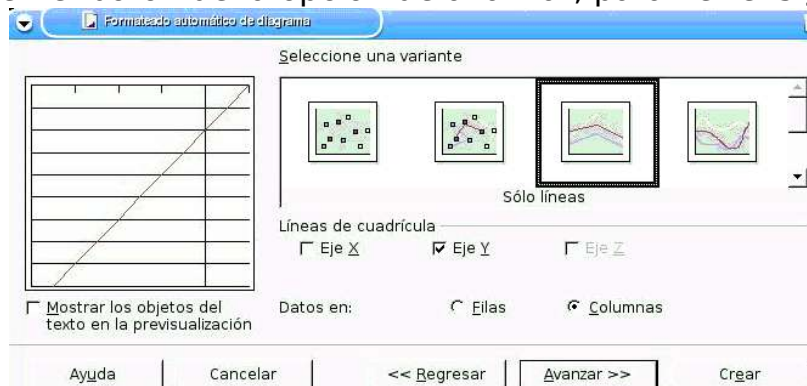 Formateado automático de diagrama
Seleccione una variante
Sólo líneas
Líneas de cuadrícula
Eje X
Eje Y
Eje Z
Mostrar los objetos del
texto en la previsualización
Datos en:
Filas
Columnas
Ayuda
Cancelar
<< Regresar
Avanzar >>
Crear